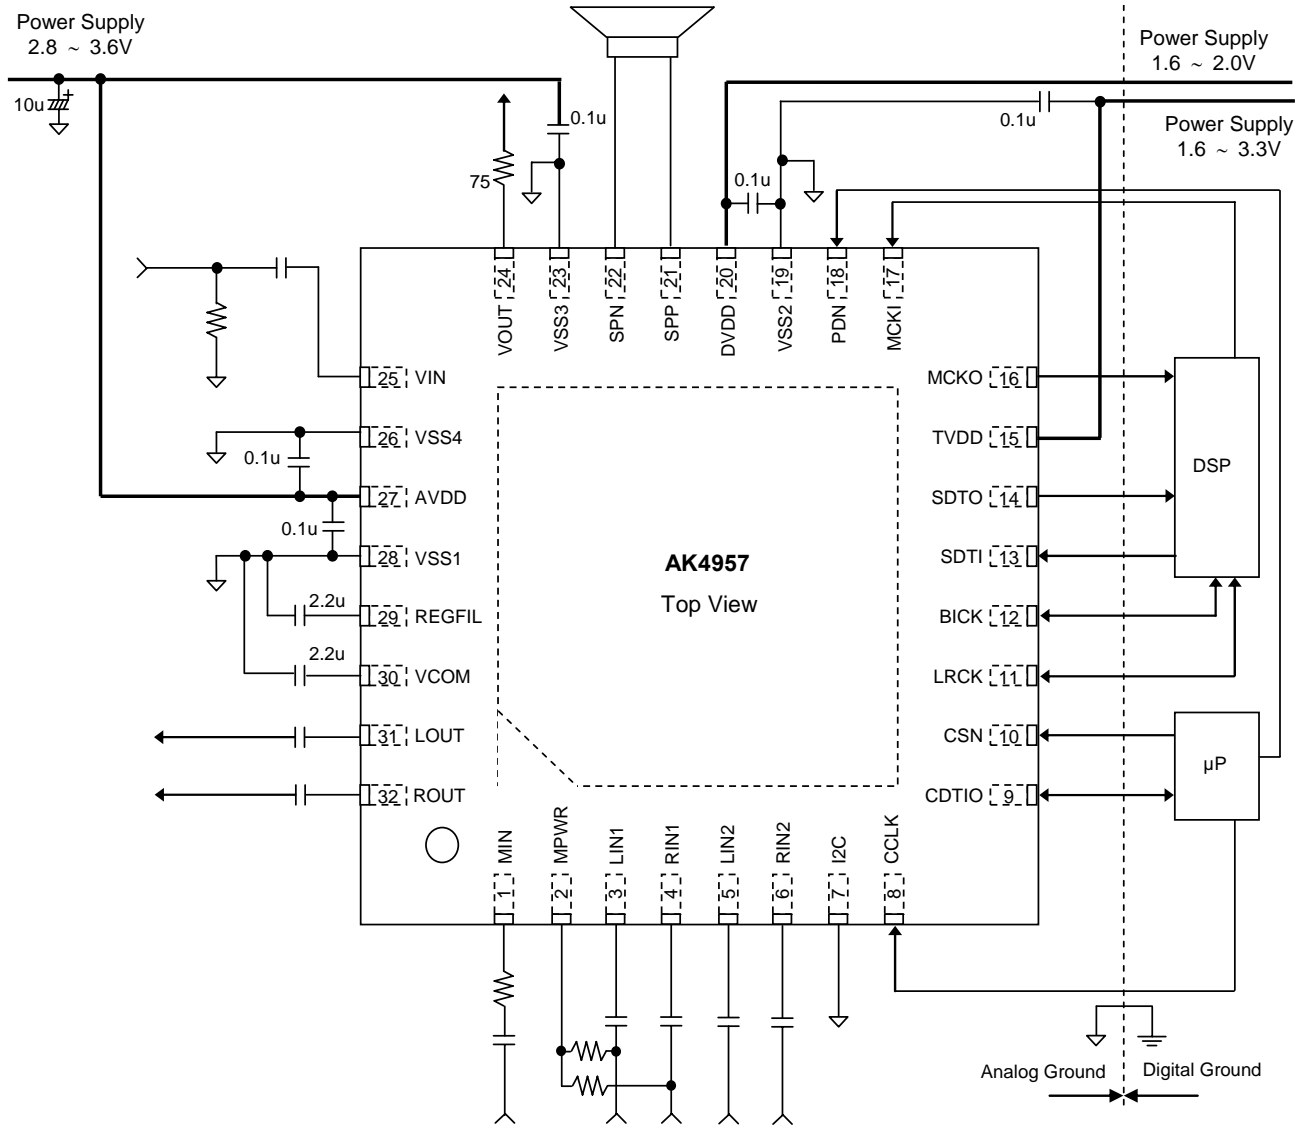 Power Supply
2.8 ~ 3.6V
Power Supply
1.6 ~ 2.0V
10u
+
0.1u
0.1u
Power Supply
1.6 ~ 3.3V
75
0.1u
24
23
22
21
20
19
18
17
VOUT
VSS3
SPN
SPP
DVDD
VSS2
PDN
MCKI
25 VIN
MCKO 16
26 VSS4
TVDD 15
0.1u
DSP
27 AVDD
SDTO 14
0.1u
28 VSS1
SDTI 13
AK4957
Top View
2.2u
29 REGFIL
BICK 12
2.2u
30 VCOM
LRCK 11
31 LOUT
CSN 10
µP
32 ROUT
CDTIO 9
MIN
MPWR
LIN1
RIN1
LIN2
RIN2
I2C
CCLK
1
2
3
4
5
6
7
8
Analog Ground
Digital Ground